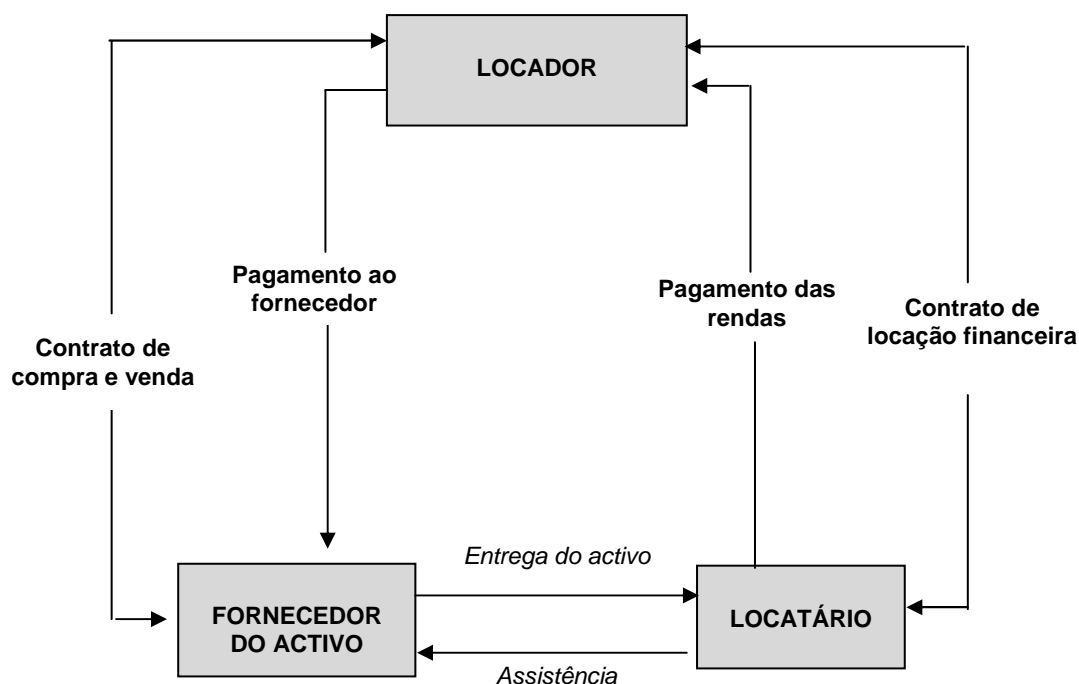 LOCADOR
Pagamento ao
fornecedor
Pagamento das
rendas
Contrato de
locação financeira
Contrato de
compra e venda
Entrega do activo
FORNECEDOR
DO ACTIVO
LOCATÁRIO
Assistência